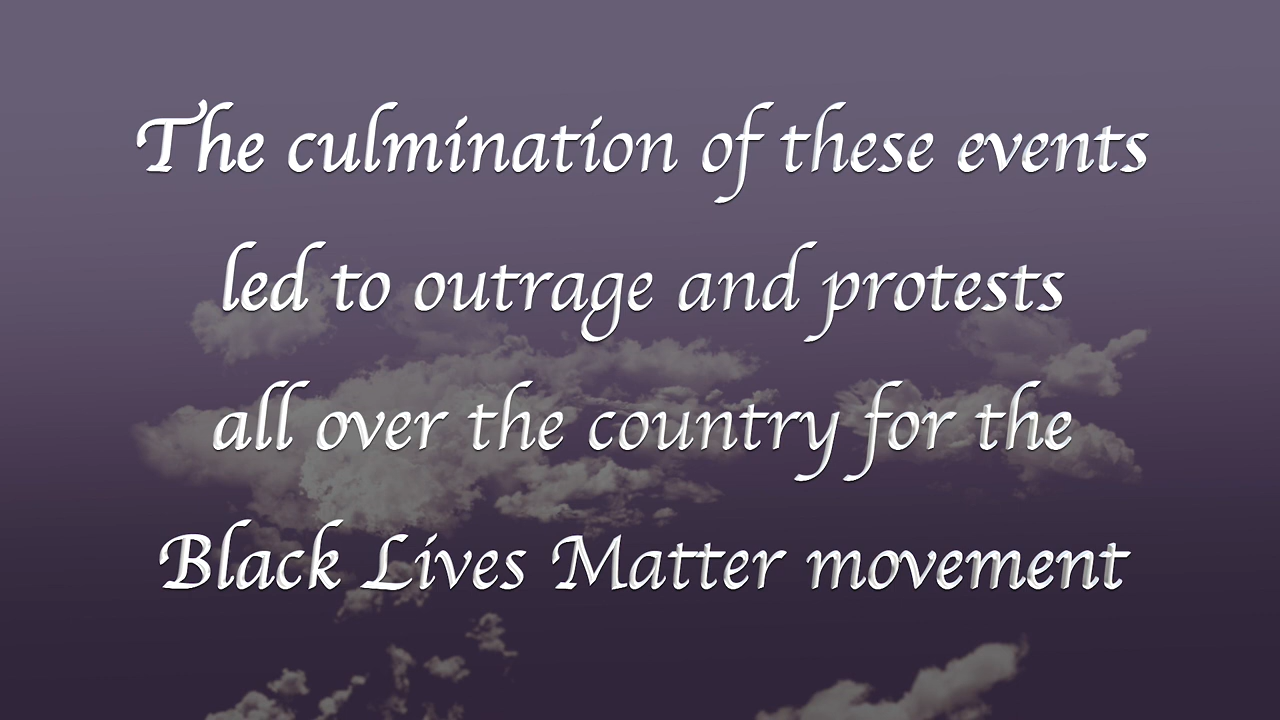 The culmination of these events
led to outrage and protests
all over the country for the
Black Lives Matter movement